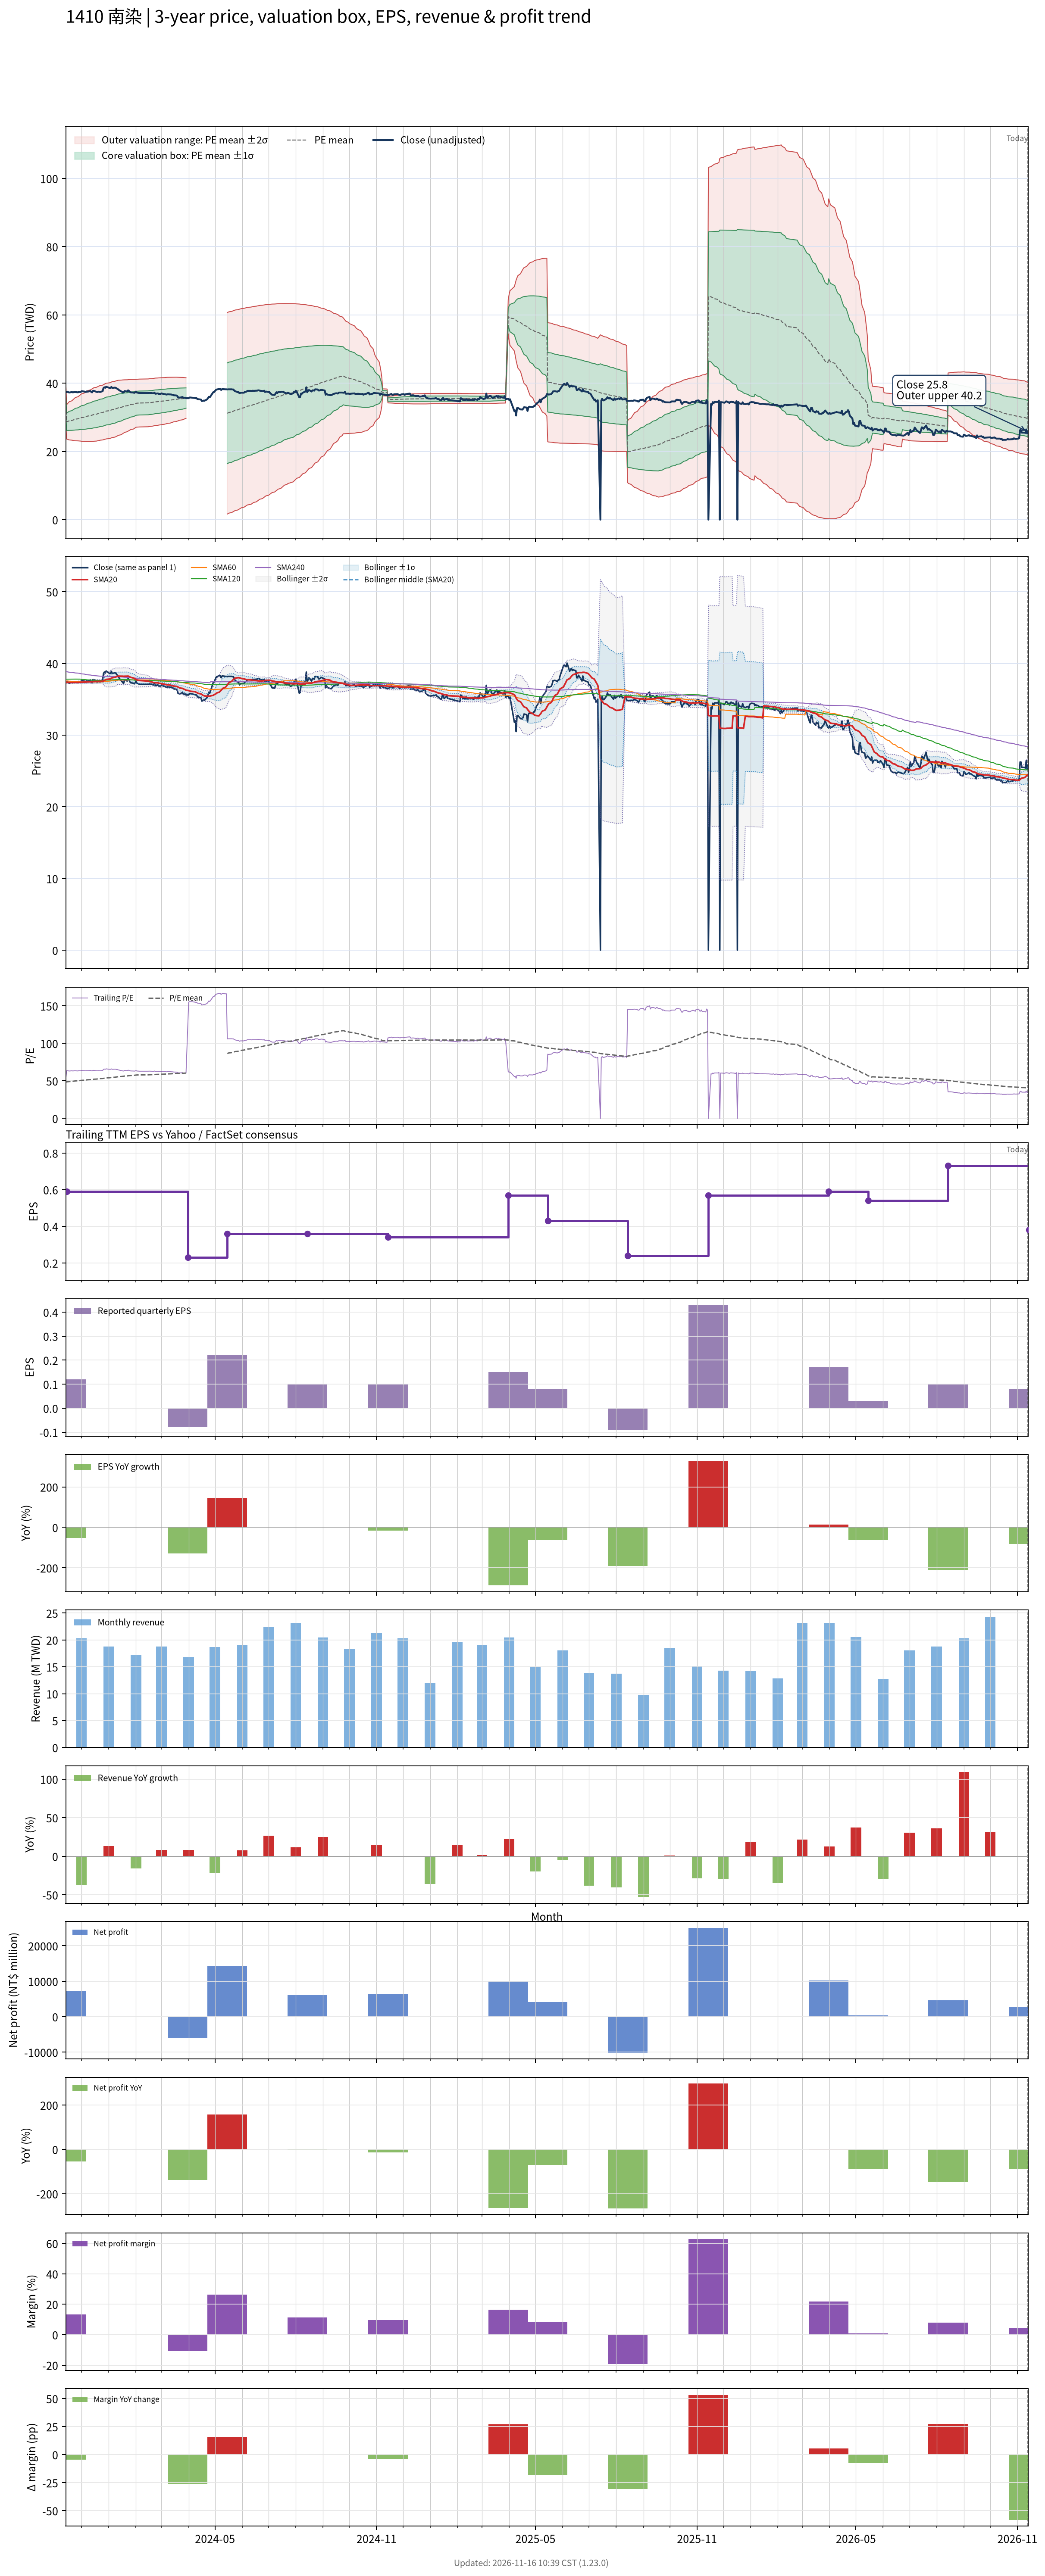 1410 南染 | 3-year price, valuation box, EPS, revenue & profit trend
Outer valuation range: PE mean ±2σ
PE mean
Close (unadjusted)
Core valuation box: PE mean ±1σ
Today
Price (TWD)
100
80
60
40
20
0
Close 25.8
Outer upper 40.2
Close (same as panel 1)
SMA20
SMA60
SMA120
SMA240
Bollinger ±2σ
Bollinger ±1σ
Bollinger middle (SMA20)
Price
50
40
30
20
10
0
Trailing P/E
P/E mean
P/E
150
100
50
0
Trailing TTM EPS vs Yahoo / FactSet consensus
Today
EPS
0.8
0.6
0.4
0.2
Reported quarterly EPS
EPS
0.4
0.3
0.2
0.1
0.0
-0.1
EPS YoY growth
YoY (%)
200
0
-200
Monthly revenue
Revenue (M TWD)
25
20
15
10
5
0
Revenue YoY growth
YoY (%)
100
50
0
-50
Month
Net profit
Net profit (NT$ million)
20000
10000
0
-10000
Net profit YoY
YoY (%)
200
0
-200
Net profit margin
Margin (%)
60
40
20
0
-20
Margin YoY change
Δ margin (pp)
50
25
0
-25
-50
2024-05
2024-11
2025-05
2025-11
2026-05
2026-11
Updated: 2026-11-16 10:39 CST (1.23.0)